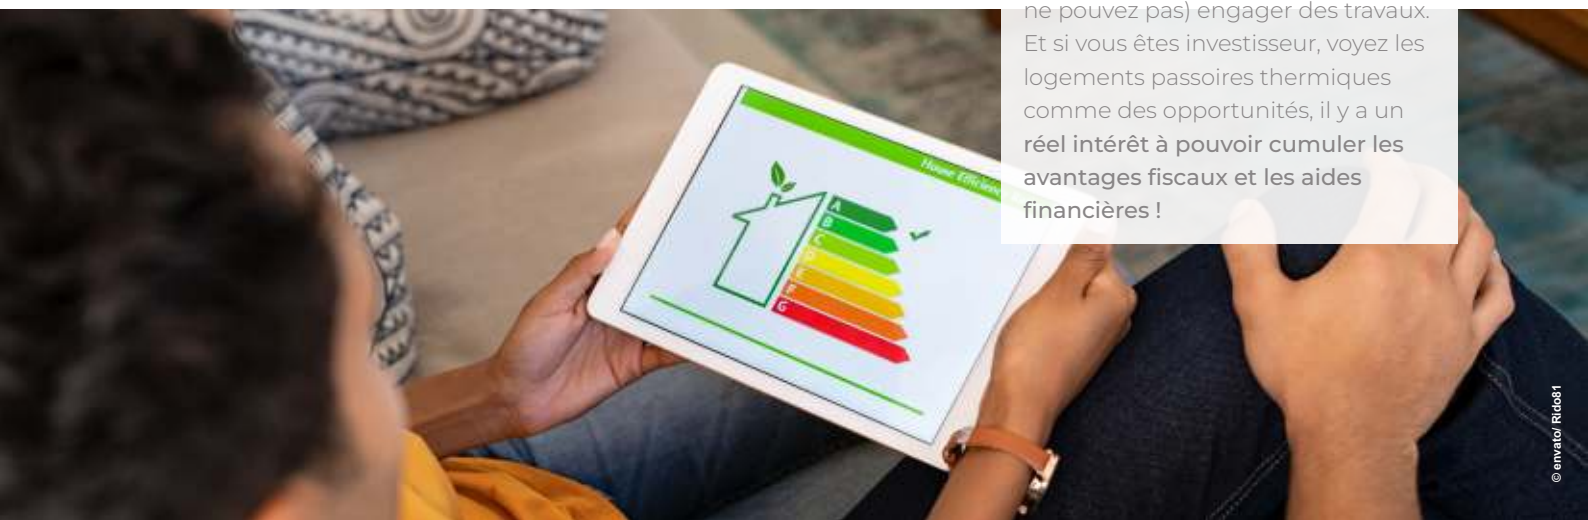 ne pouvez pas) engager des travaux.
Et si vous êtes investisseur, voyez les
logements passoires thermiques
comme des opportunités, il y a un
réel intérêt à pouvoir cumuler les
avantages fiscaux et les aides
financières !
House Efficiency
A
B
C
D
E
F
G
© envato/ Rido81